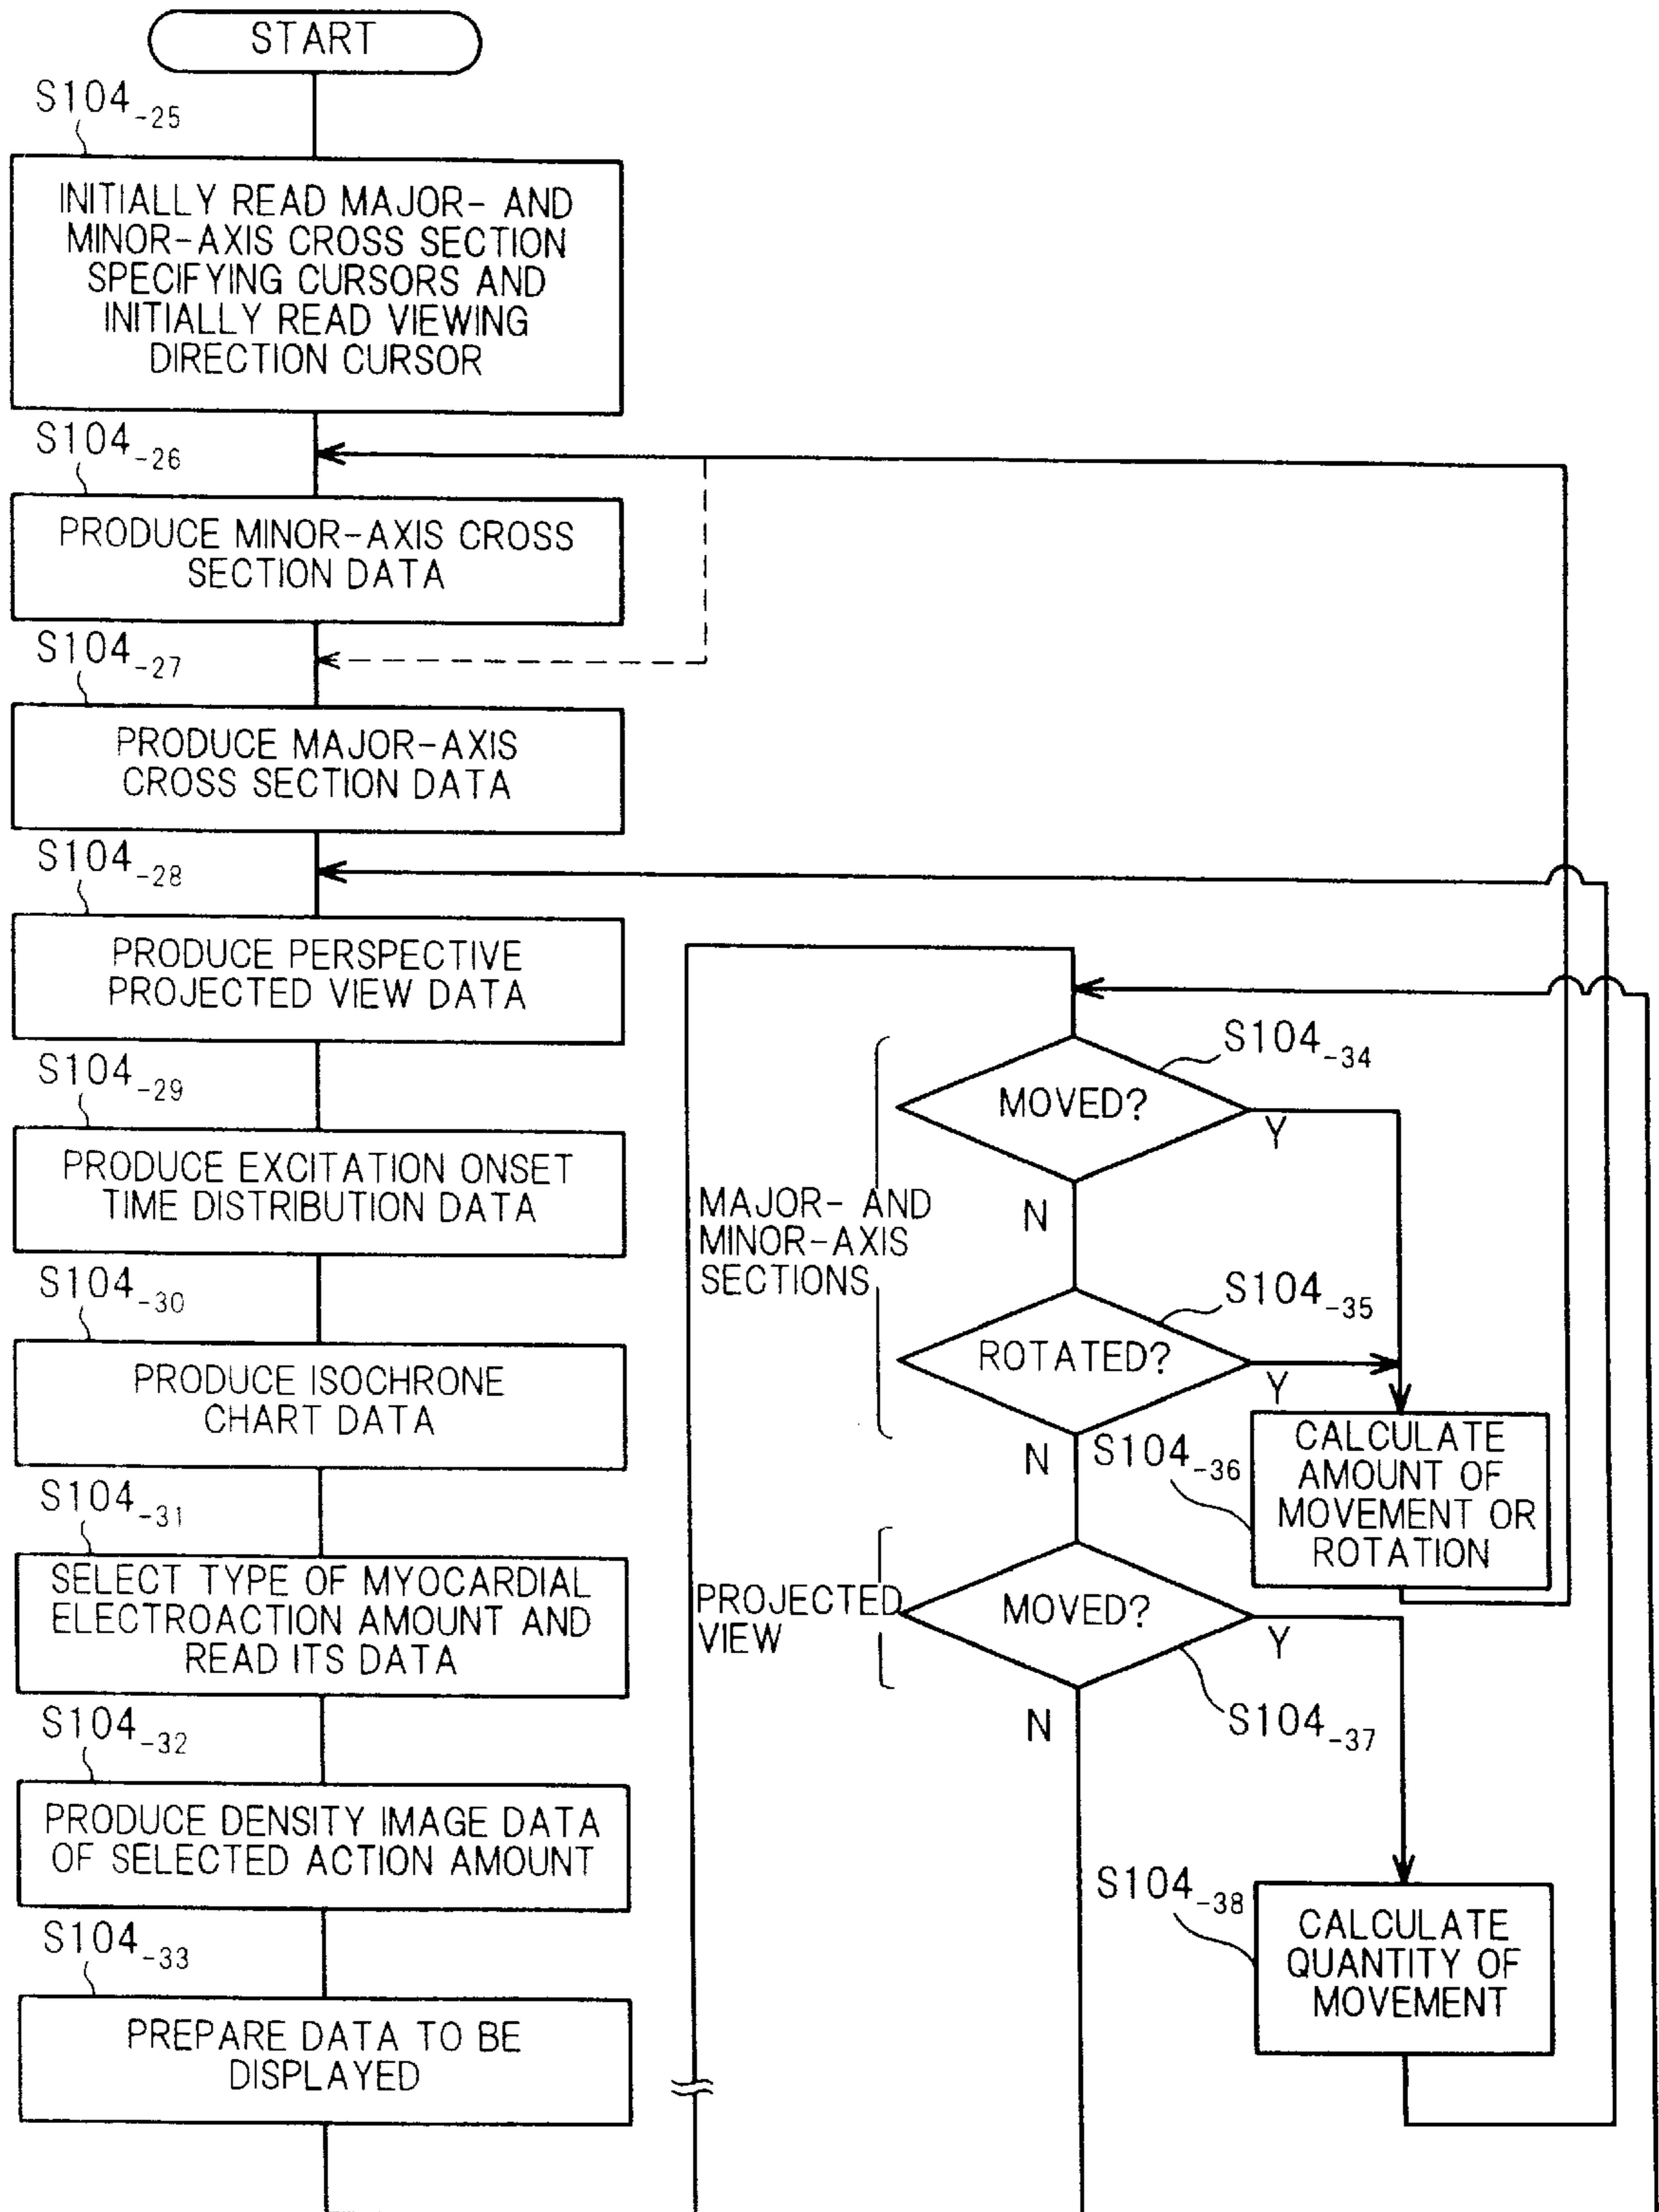 START
S104-25
INITIALLY READ MAJOR- AND
MINOR-AXIS CROSS SECTION
SPECIFYING CURSORS AND
INITIALLY READ VIEWING
DIRECTION CURSOR
S104-26
PRODUCE MINOR-AXIS CROSS
SECTION DATA
S104-27
PRODUCE MAJOR-AXIS
CROSS SECTION DATA
S104-28
PRODUCE PERSPECTIVE
PROJECTED VIEW DATA
S104-29
PRODUCE EXCITATION ONSET
TIME DISTRIBUTION DATA
S104-30
PRODUCE ISOCHRONE
CHART DATA
S104-31
SELECT TYPE OF MYOCARDIAL
ELECTROACTION AMOUNT AND
READ ITS DATA
S104-32
PRODUCE DENSITY IMAGE DATA
OF SELECTED ACTION AMOUNT
S104-33
PREPARE DATA TO BE
DISPLAYED
S104-34
MOVED?
Y
N
MAJOR- AND
MINOR-AXIS
SECTIONS
S104-35
ROTATED?
Y
N
S104-36
CALCULATE
AMOUNT OF
MOVEMENT OR
ROTATION
PROJECTED
VIEW
MOVED?
Y
N
S104-37
S104-38
CALCULATE
QUANTITY OF
MOVEMENT